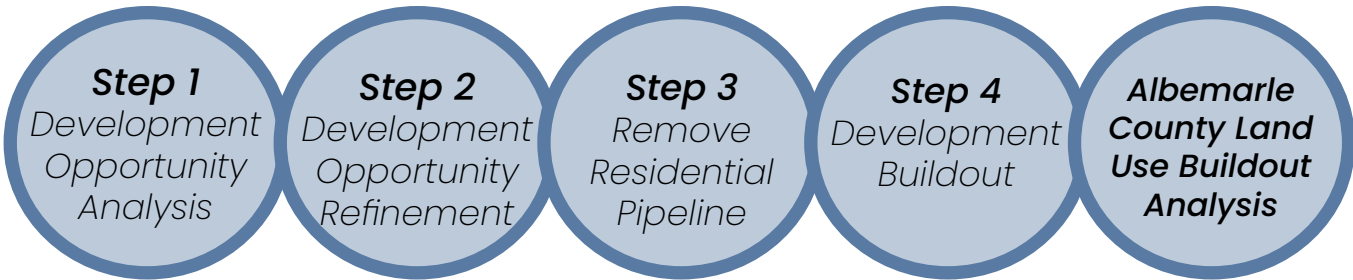 Step 1
Development
Opportunity
Analysis
Step 2
Development
Opportunity
Refinement
Step 3
Remove
Residential
Pipeline
Step 4
Development
Buildout
Albemarle
County Land
Use Buildout
Analysis